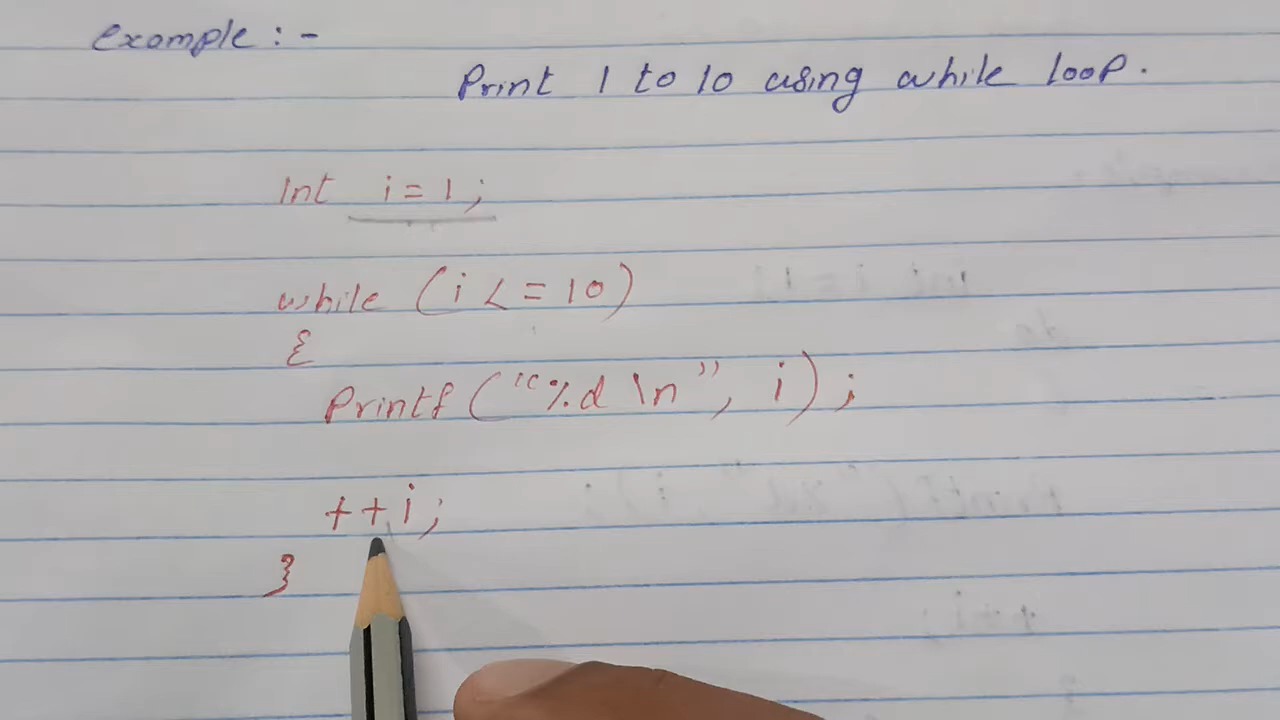 example : -
Print 1 to 10 using while loop.
int i = 1 ;
while ( i < = 10 )
{
Printf ( "%d \n", i ) ;
++i ;
}